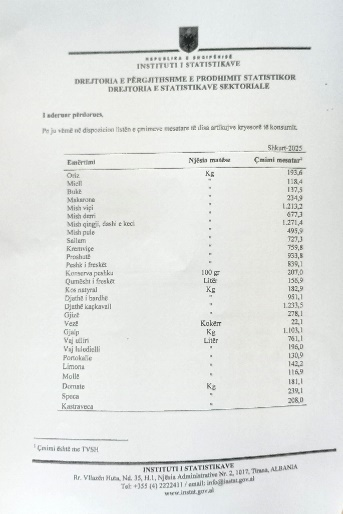 REPUBLIKA E SHQIPËRISË
INSTITUTI I STATISTIKAVE
DREJTORIA E PËRGJITHSHME E PRODHIMIT STATISTIKOR
DREJTORIA E STATISTIKAVE SEKTORIALE
I nderuar përdorues,
Po ju vëmë në disposicion listën e çmimeve mesatare të disa artikujve kryesorë të konsumit.
Shkurt-2025
Emërtimi Njësia matëse Çmimi mesatar¹
Oriz Kg 193,6
Miell " 118,4
Bukë " 137,5
Makarona " 234,9
Mish viçi " 1.213,2
Mish derri " 677,3
Mish qingji, dashi e keci " 1.271,4
Mish pule " 495,9
Sallam " 727,3
Kremviçe " 759,8
Proshutë " 933,8
Peshk i freskët " 839,1
Konserva peshku 100 gr 207,0
Qumësht i freskët Litër 156,9
Kos natyral Kg 182,9
Djathë i bardhë " 951,1
Djathë kaçkavall " 1.233,5
Gjizë " 278,1
Vezë Kokërr 22,1
Gjalp Kg 1.103,1
Vaj ulliri Litër 761,1
Vaj luledielli " 196,0
Portokalle " 130,9
Limona " 142,2
Mollë " 116,9
Domate Kg 181,1
Speca " 239,1
Kastraveca " 208,0
¹ Çmimi është me TVSH
INSTITUTI I STATISTIKAVE
Rr. Vllazën Huta, Nd. 35, H.1, Njësia Administrative Nr. 2, 1017, Tirana, ALBANIA
Tel: +355 (4) 2222411 / email: info@instat.gov.al
www.instat.gov.al